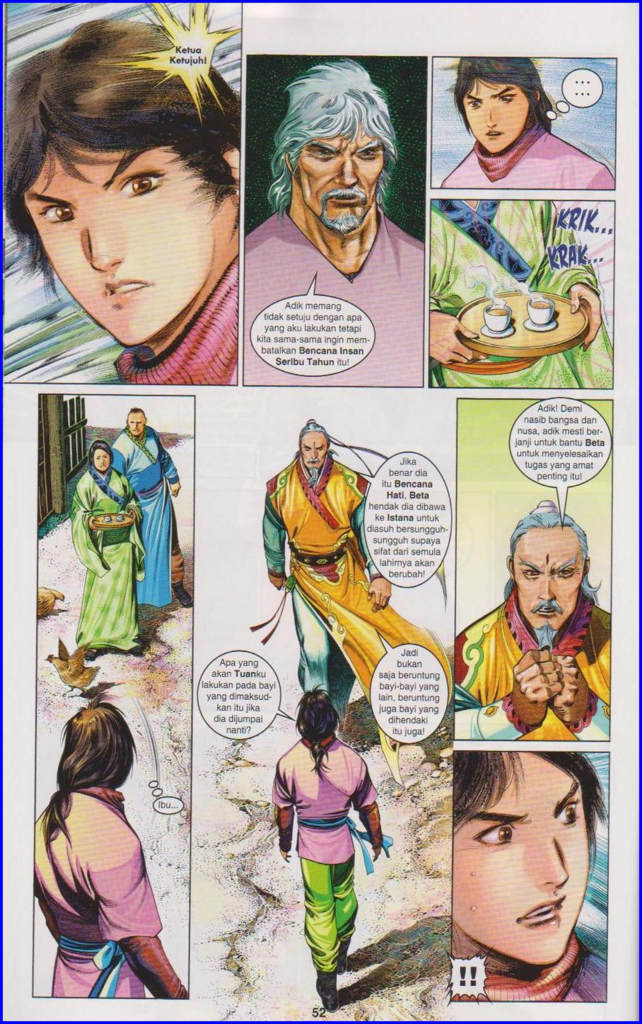 Ketua
Ketujuh!
Adik memang
tidak setuju dengan apa
yang aku lakukan tetapi
kita sama-sama ingin mem-
batalkan Bencana Insan
Seribu Tahun itu!
...
...
KRIK...
KRAK...
Ibu...
Jika
benar dia
itu Bencana
Hati, Beta
hendak dia dibawa
ke Istana untuk
diasuh bersungguh-
sungguh supaya
sifat dari semula
lahirnya akan
berubah!
Jadi
bukan
saja beruntung
bayi-bayi yang
lain, beruntung
juga bayi yang
dihendaki
itu juga!
Apa yang
akan Tuanku
lakukan pada bayi
yang dimaksud-
kan itu jika
dia dijumpai
nanti?
Adik! Demi
nasib bangsa dan
nusa, adik mesti ber-
janji untuk bantu Beta
untuk menyelesaikan
tugas yang amat
penting itu!
!!
52